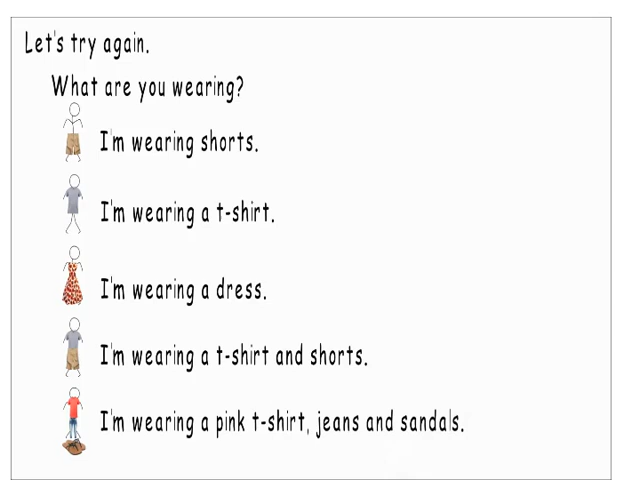 Let's try again.
What are you wearing?
I'm wearing shorts.
I'm wearing a t-shirt.
I'm wearing a dress.
I'm wearing a t-shirt and shorts.
I'm wearing a pink t-shirt, jeans and sandals.